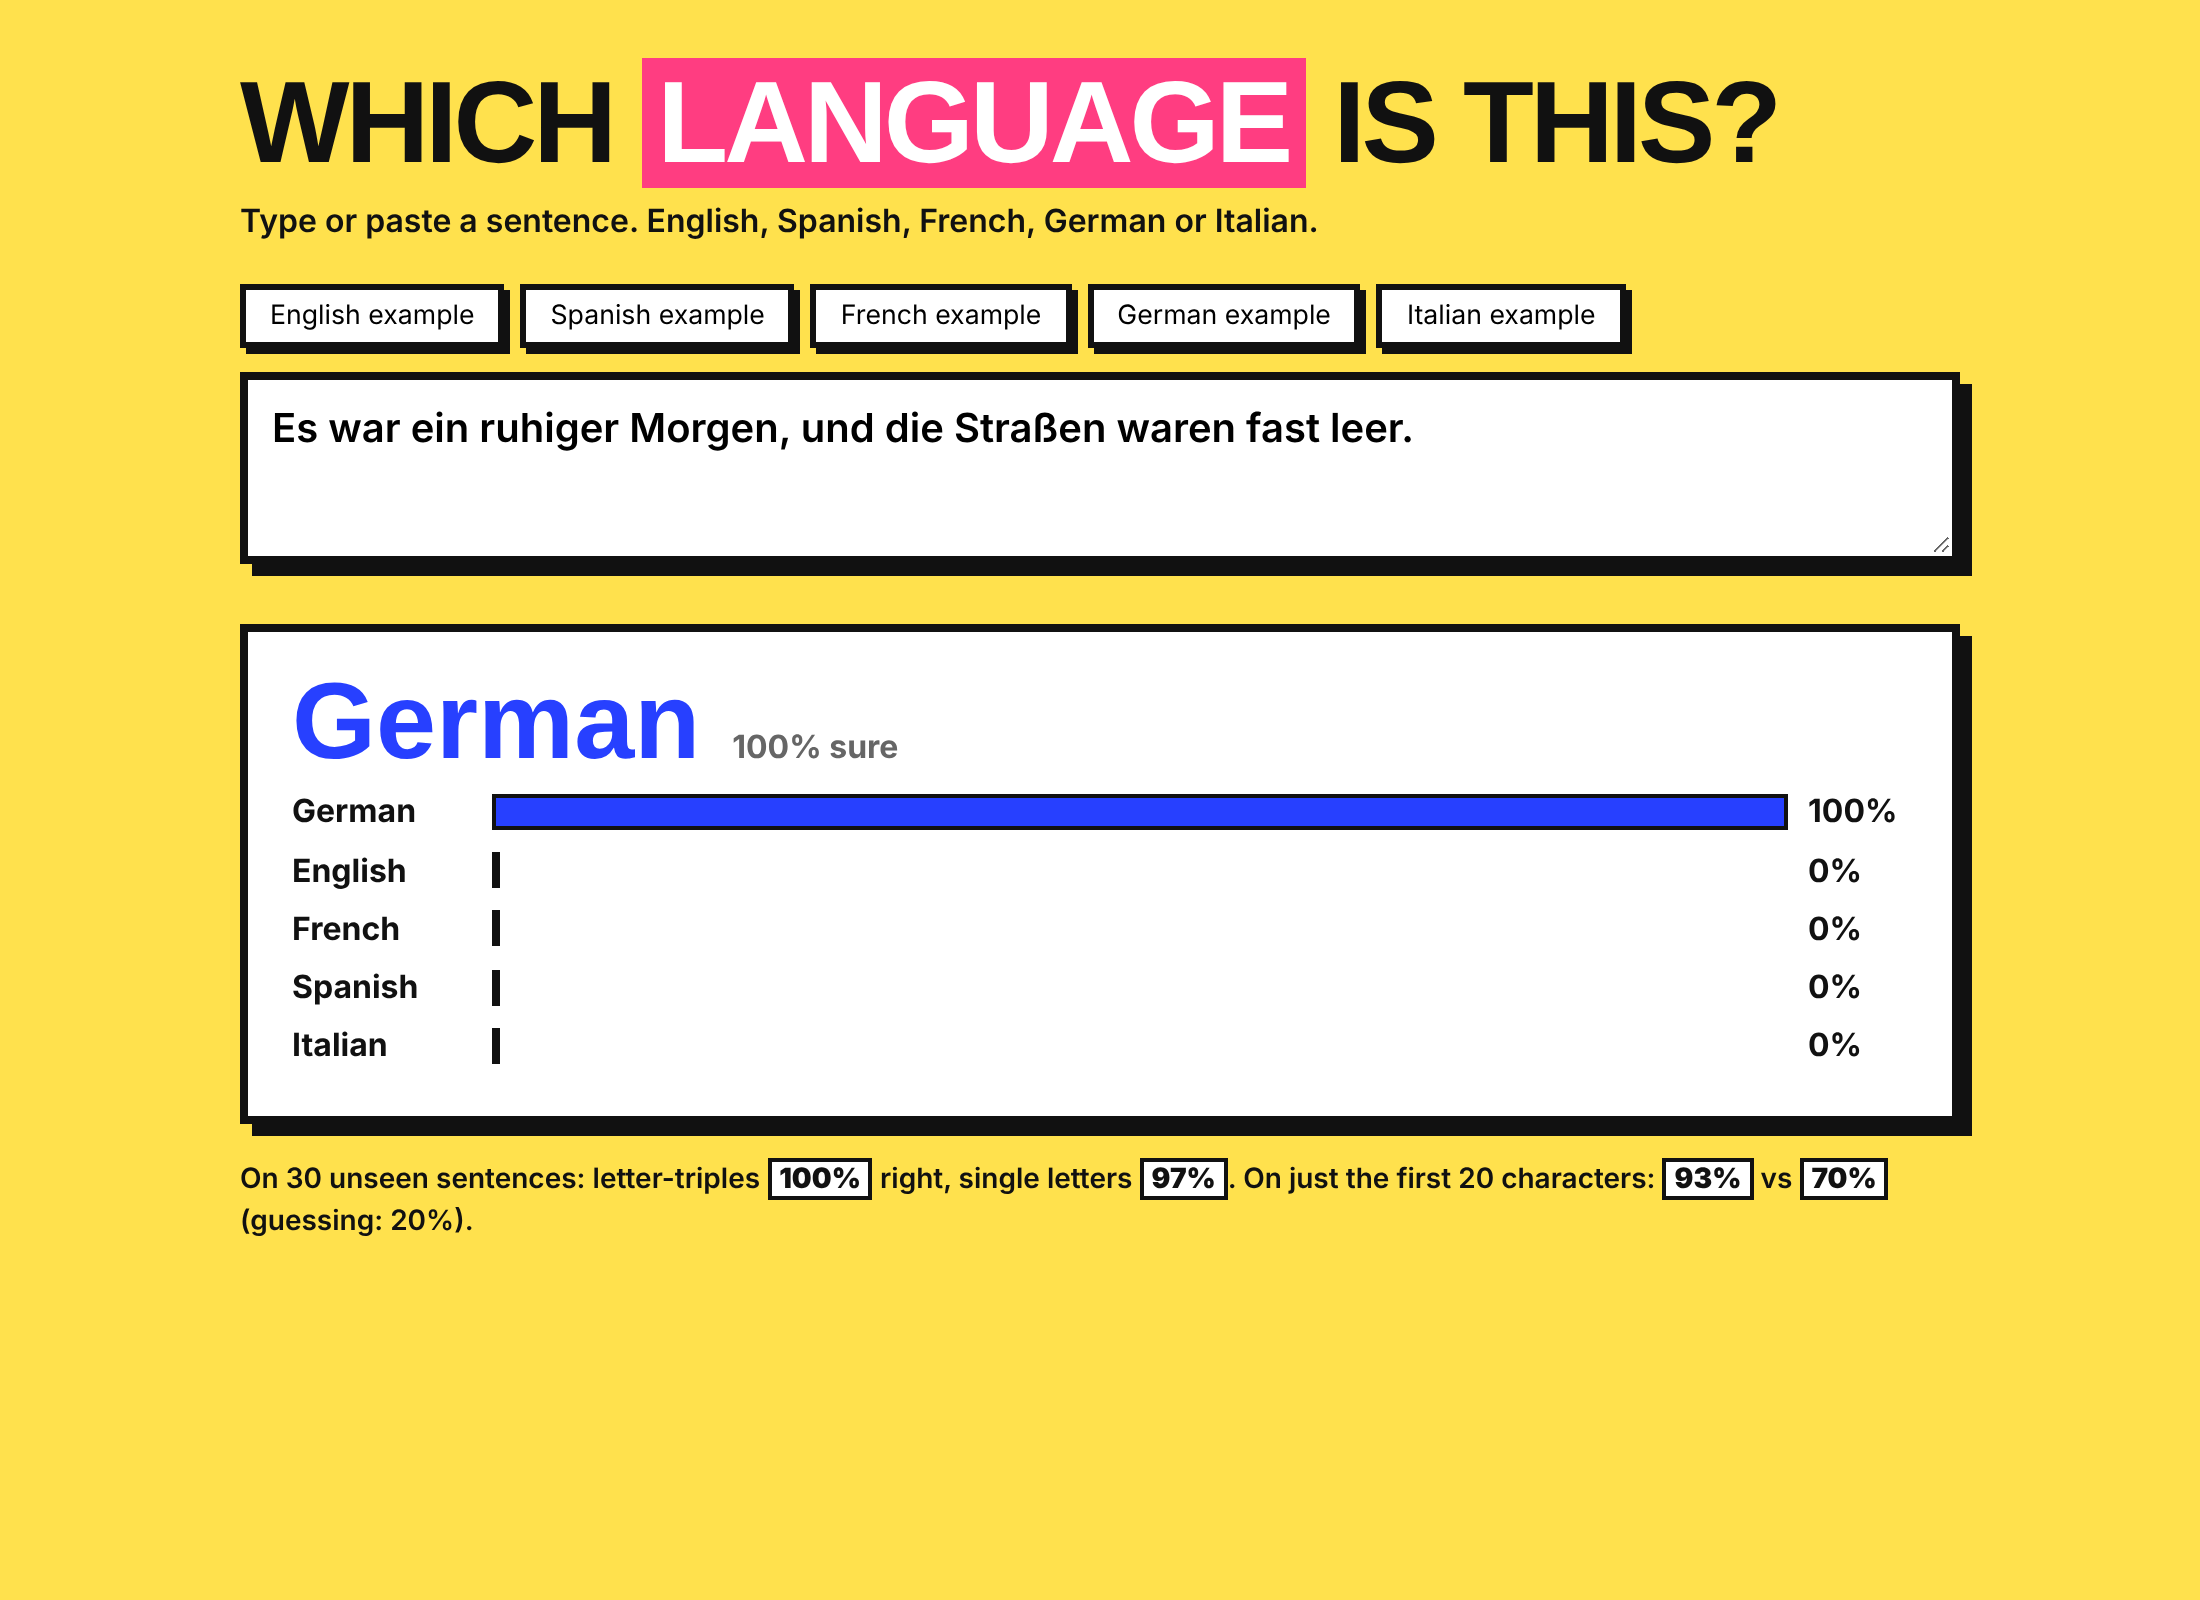 WHICH LANGUAGE IS THIS?
Type or paste a sentence. English, Spanish, French, German or Italian.
English example Spanish example French example German example Italian example
Es war ein ruhiger Morgen, und die Straßen waren fast leer.
German 100% sure
German 100%
English 0%
French 0%
Spanish 0%
Italian 0%
On 30 unseen sentences: letter-triples 100% right, single letters 97%. On just the first 20 characters: 93% vs 70%
(guessing: 20%).